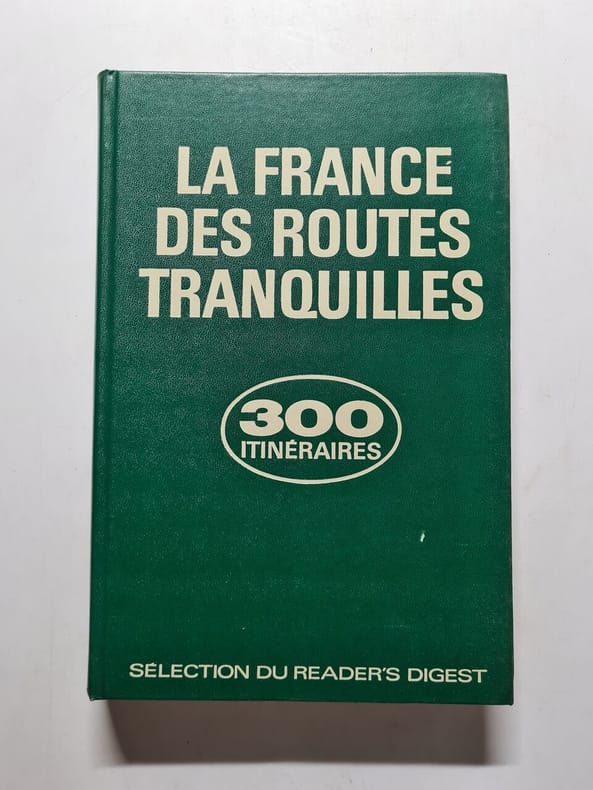 LA FRANCE
DES ROUTES
TRANQUILLES
300
ITINÉRAIRES
SÉLECTION DU READER'S DIGEST